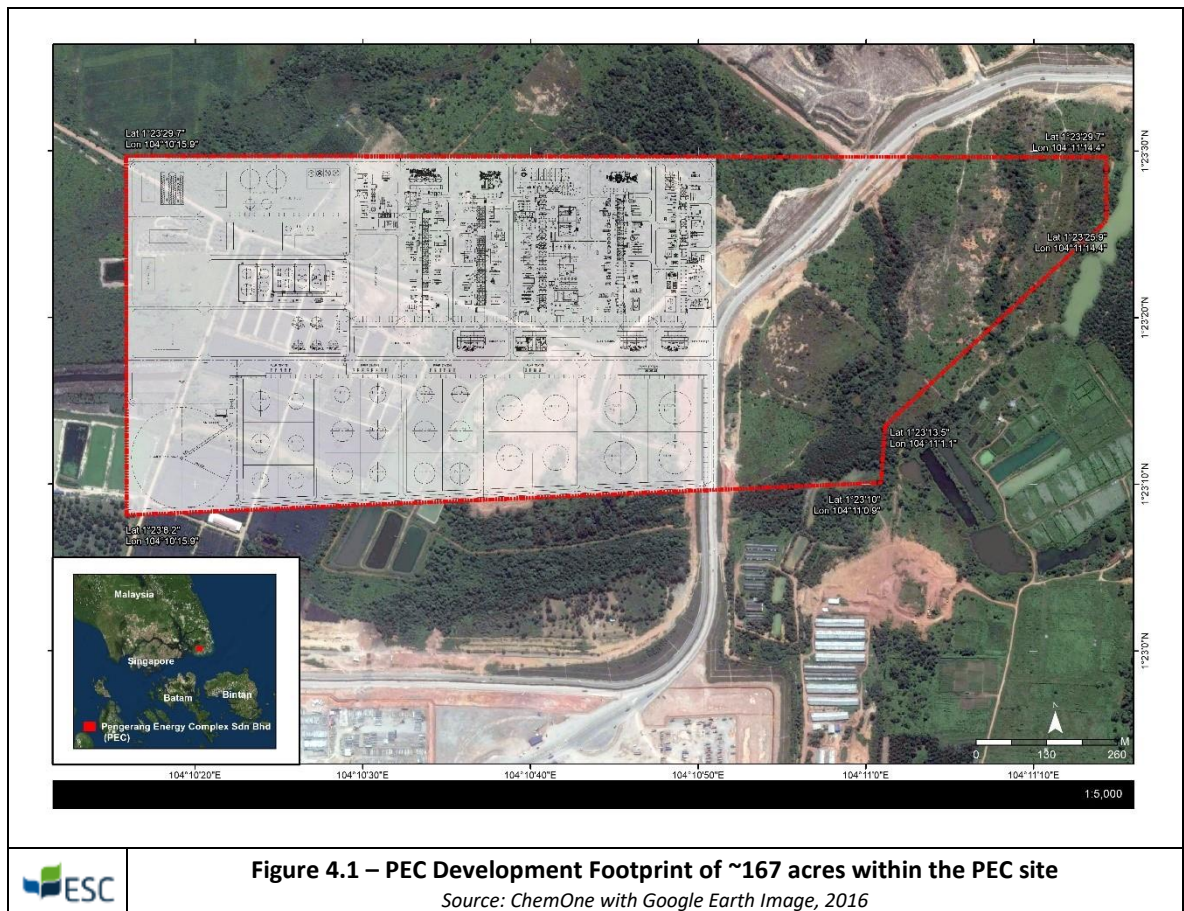 Lat 1°23'29.7"
Lon 104°10'15.9"
Lat 1°23'29.7"
Lon 104°11'14.4"
1°23'30"N
Lat 1°23'25.9"
Lon 104°11'14.4"
1°23'20"N
Lat 1°23'13.5"
Lon 104°11'1.1"
Lat 1°23'10"
Lon 104°11'0.9"
1°23'10"N
Lat 1°23'8.2"
Lon 104°10'15.9"
1°23'0"N
Malaysia
Singapore
Batam
Bintan
Pengerang Energy Complex Sdn Bhd
(PEC)
N
M
0 130 260
104°10'20"E 104°10'30"E 104°10'40"E 104°10'50"E 104°11'0"E 104°11'10"E
1:5,000
ESC
Figure 4.1 – PEC Development Footprint of ~167 acres within the PEC site
Source: ChemOne with Google Earth Image, 2016